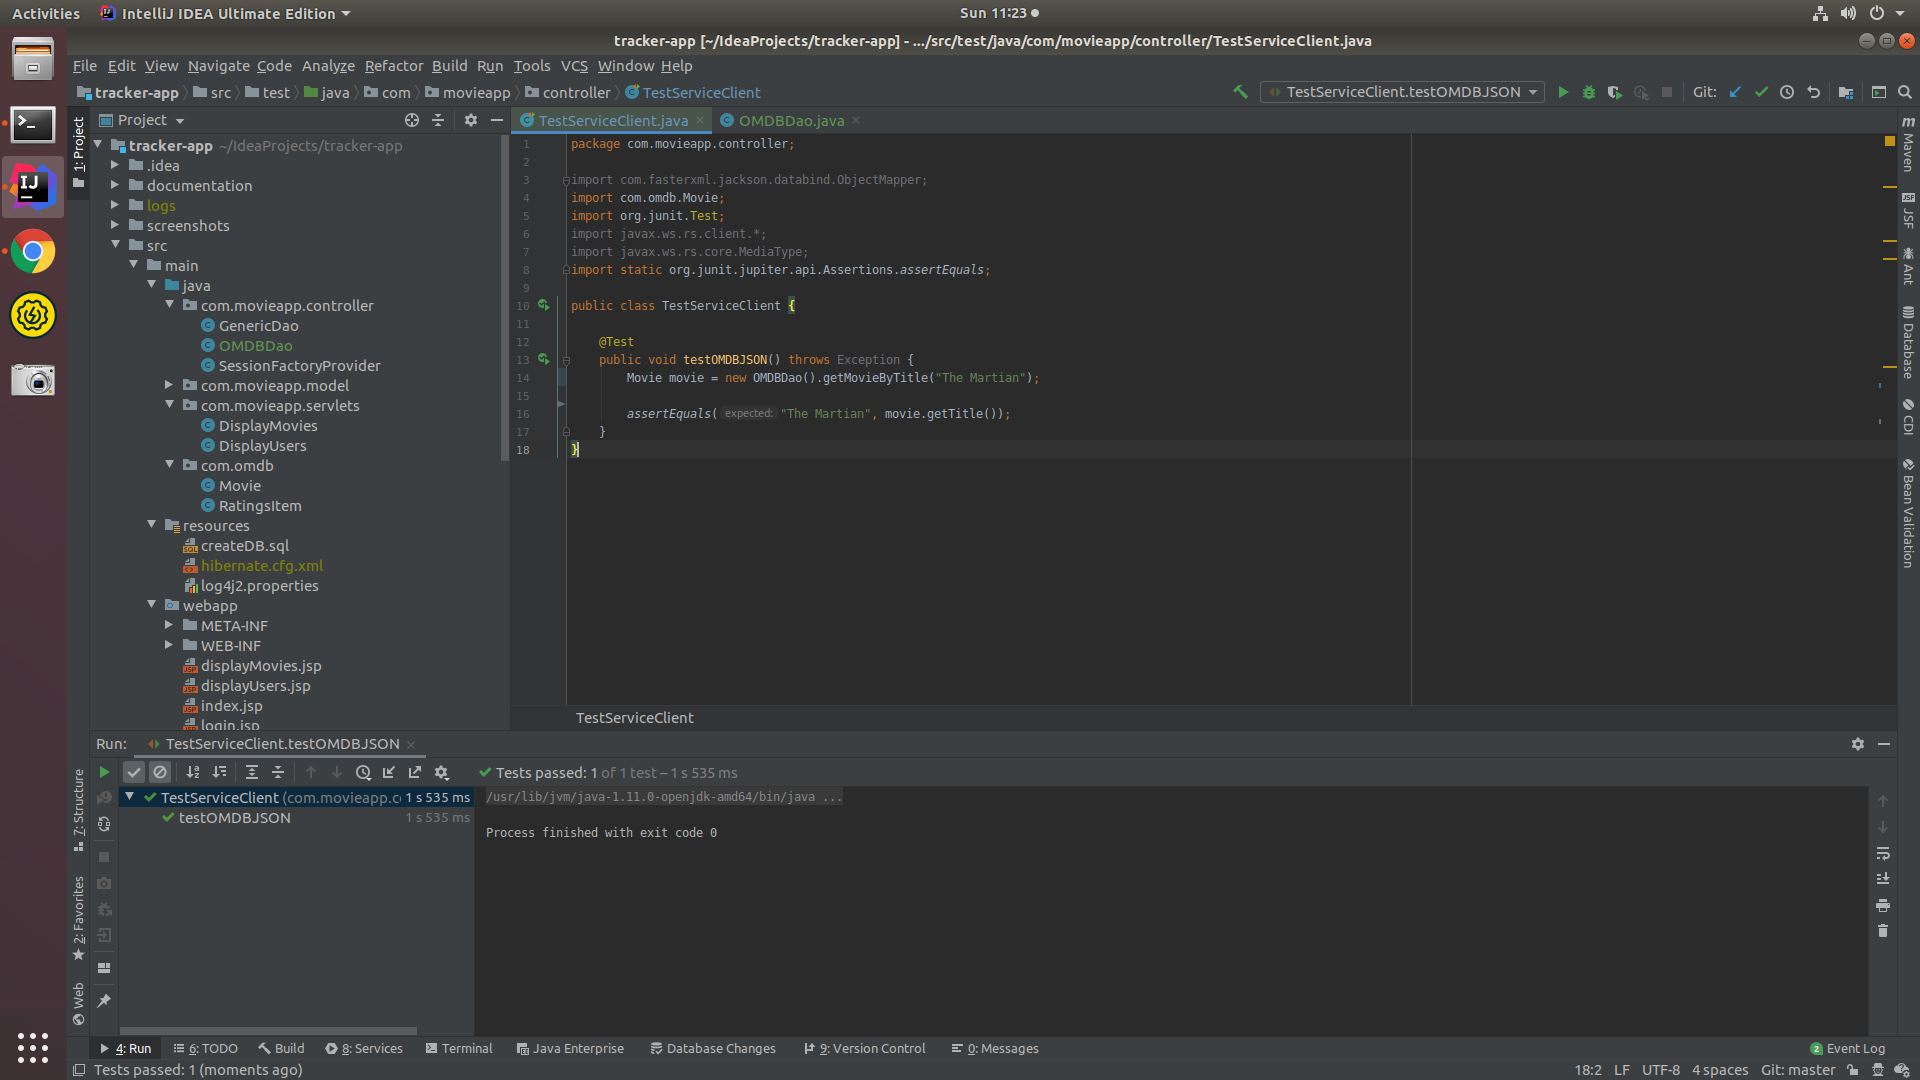 Activities IntelliJ IDEA Ultimate Edition Sun 11:23
tracker-app [~/IdeaProjects/tracker-app] - .../src/test/java/com/movieapp/controller/TestServiceClient.java
File Edit View Navigate Code Analyze Refactor Build Run Tools VCS Window Help
tracker-app src test java com movieapp controller TestServiceClient TestServiceClient.testOMDBJSON Git:
Project
TestServiceClient.java OMDBDao.java
1: Project
7: Structure
2: Favorites
Web
tracker-app ~/IdeaProjects/tracker-app
.idea
documentation
logs
screenshots
src
main
java
com.movieapp.controller
GenericDao
OMDBDao
SessionFactoryProvider
com.movieapp.model
com.movieapp.servlets
DisplayMovies
DisplayUsers
com.omdb
Movie
RatingsItem
resources
createDB.sql
hibernate.cfg.xml
log4j2.properties
webapp
META-INF
WEB-INF
displayMovies.jsp
displayUsers.jsp
index.jsp
login.jsp
1 package com.movieapp.controller;
2
3 import com.fasterxml.jackson.databind.ObjectMapper;
4 import com.omdb.Movie;
5 import org.junit.Test;
6 import javax.ws.rs.client.*;
7 import javax.ws.rs.core.MediaType;
8 import static org.junit.jupiter.api.Assertions.assertEquals;
9
10 public class TestServiceClient {
11
12 @Test
13 public void testOMDBJSON() throws Exception {
14 Movie movie = new OMDBDao().getMovieByTitle("The Martian");
15
16 assertEquals( expected: "The Martian", movie.getTitle());
17 }
18 }
TestServiceClient
Maven
JSF
Ant
Database
CDI
Bean Validation
Run: TestServiceClient.testOMDBJSON
Tests passed: 1 of 1 test – 1 s 535 ms
TestServiceClient (com.movieapp.c 1 s 535 ms
testOMDBJSON 1 s 535 ms
/usr/lib/jvm/java-1.11.0-openjdk-amd64/bin/java ...
Process finished with exit code 0
4: Run 6: TODO Build 8: Services Terminal Java Enterprise Database Changes 9: Version Control 0: Messages 2 Event Log
Tests passed: 1 (moments ago) 18:2 LF UTF-8 4 spaces Git: master